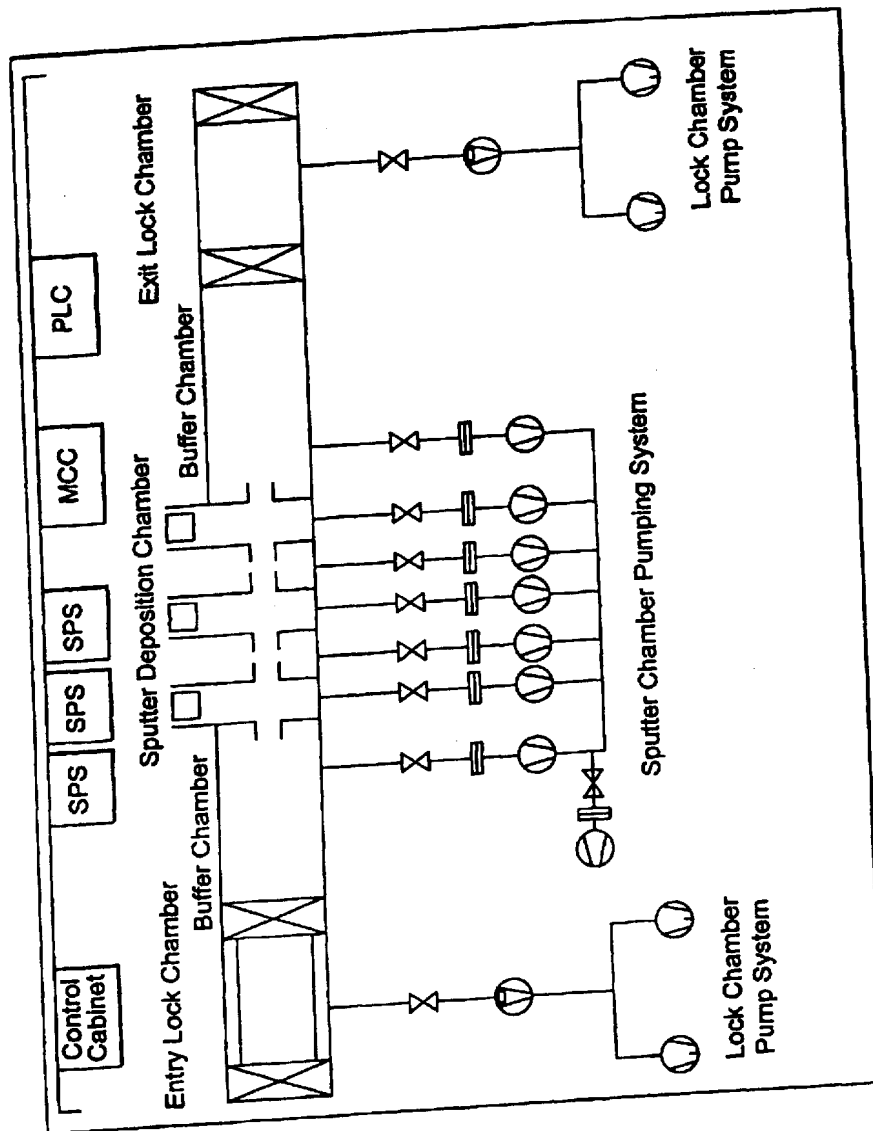 Control
Cabinet
SPS
SPS
SPS
MCC
PLC
Entry Lock Chamber
Buffer Chamber
Sputter Deposition Chamber
Buffer Chamber
Exit Lock Chamber
Lock Chamber
Pump System
Sputter Chamber Pumping System
Lock Chamber
Pump System